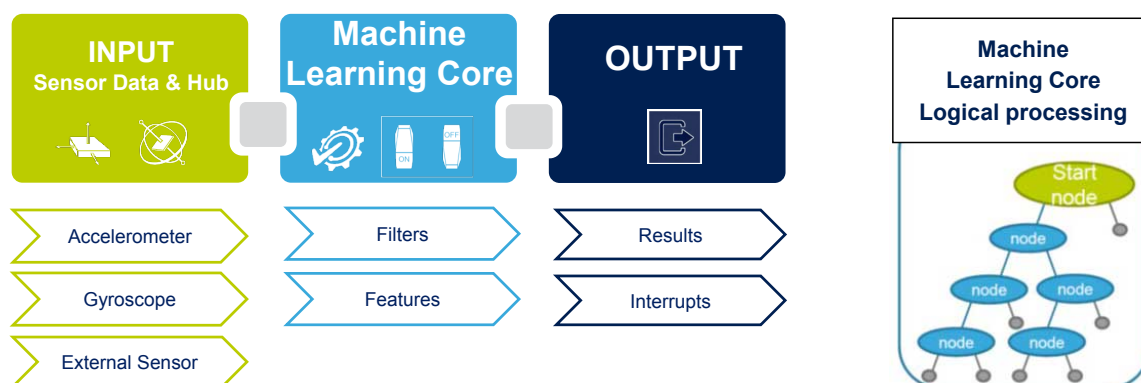 INPUT
Sensor Data & Hub
Machine
Learning Core
ON
OFF
OUTPUT
Accelerometer
Gyroscope
External Sensor
Filters
Features
Results
Interrupts
Machine
Learning Core
Logical processing
Start
node
node
node
node
node
node